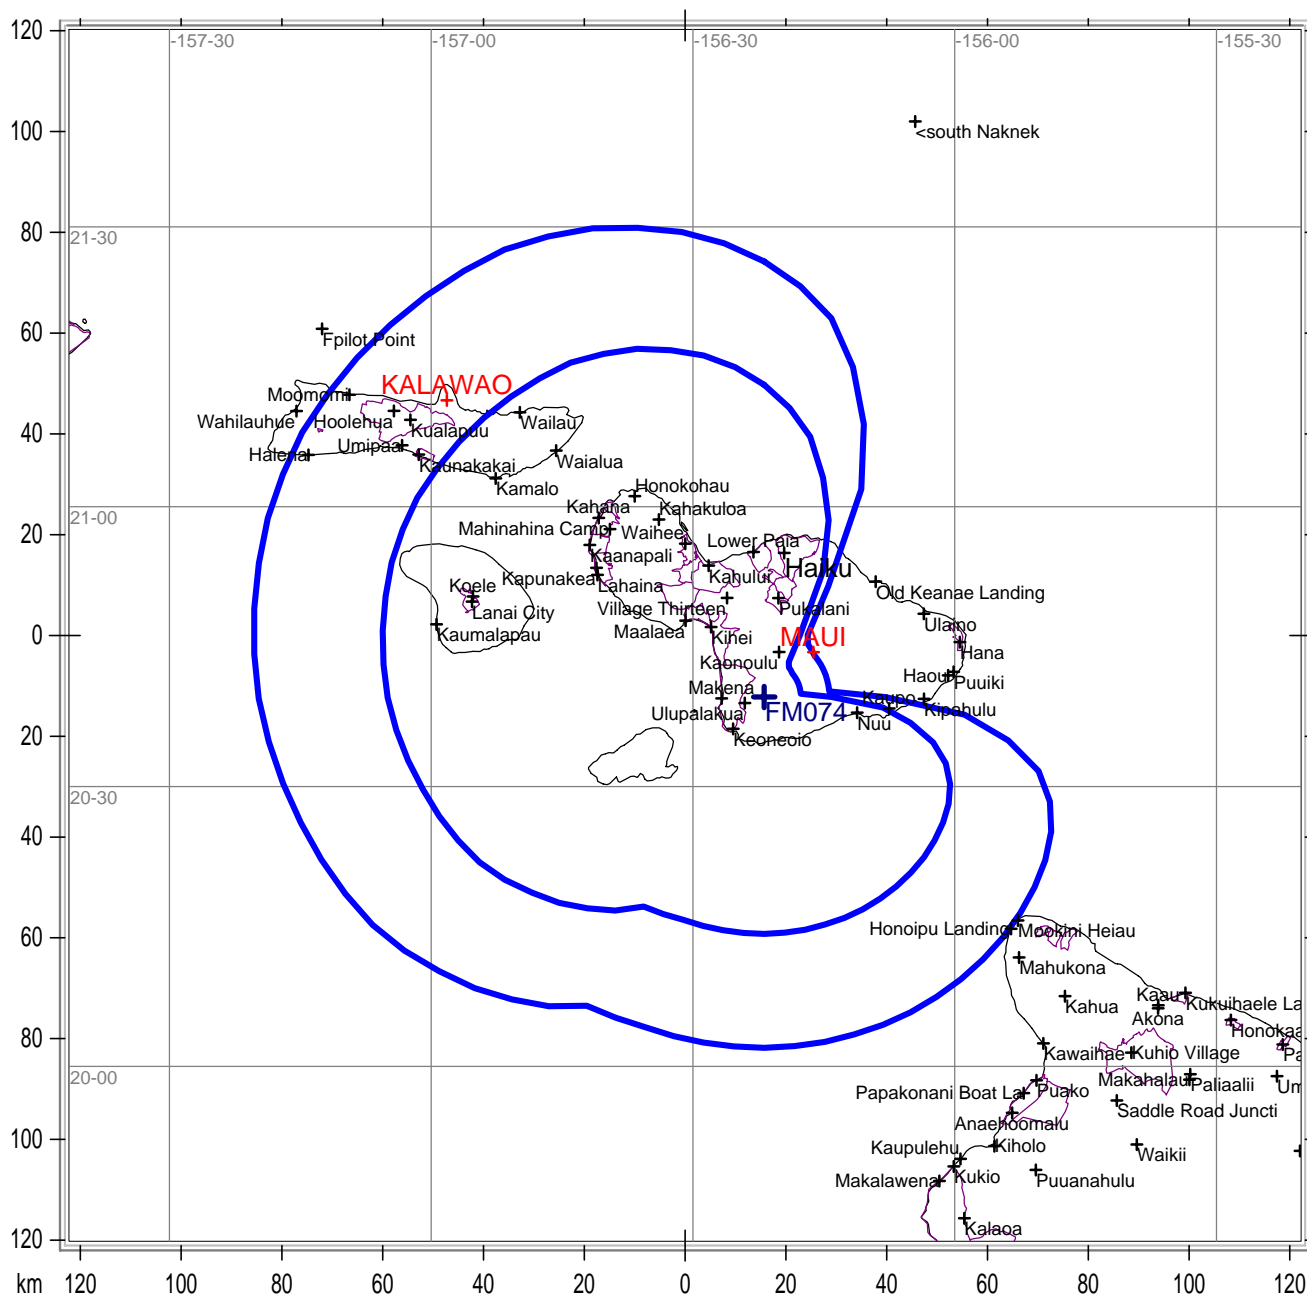 120
-157-30
-157-00
-156-30
-156-00
-155-30
100
<south Naknek
80
21-30
60
Fpilot Point
KALAWAO
Moomomi
Wahilauhue
Hoolehua
Wailau
40
Kualapuu
Umipaa
Halena
Kaunakakai
Waialua
Kamalo
Honokohau
Kahana
Kahakuloa
21-00
20
Mahinahina Camp
Waihee
Lower Paia
Kaanapali
Haiku
Kahului
Kapunakea
Lahaina
Koele
Old Keanae Landing
Lanai City
Village Thirteen
Pukalani
Ulaino
0
Kaumalapau
Maalaea
Kihei
MAUI
Hana
Kaonoulu
Haou
Puuiki
Makena
Kaupo
Ulupalakua
FM074
Kipahulu
Nuu
20
Keoneoio
20-30
40
60
Honoipu Landing
Mookini Heiau
Mahukona
Kahua
Kaau
Kukuihaele La
Akona
Honokaa
80
Kawaihae
Kuhio Village
Pa
20-00
Makahalau
Paliaalii
Um
Papakonani Boat La
Puako
Saddle Road Juncti
100
Anaehoomalu
Kaupulehu
Kiholo
Waikii
Makalawena
Kukio
Puuanahulu
Kalaoa
120
km
120
100
80
60
40
20
0
20
40
60
80
100
120